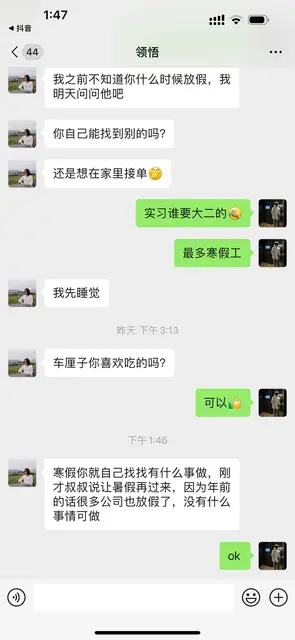 1:47
抖音
44
领悟
我之前不知道你什么时候放假，我
明天问问他吧
你自己能找到别的吗?
还是想在家里接单🤔
实习谁要大二的
最多寒假工
我先睡觉
昨天 下午3:13
车厘子你喜欢吃的吗?
可以👍
下午1:46
寒假你就自己找找有什么事做，刚
才叔叔说让暑假再过来，因为年前
的话很多公司也放假了，没有什么
事情可做
ok